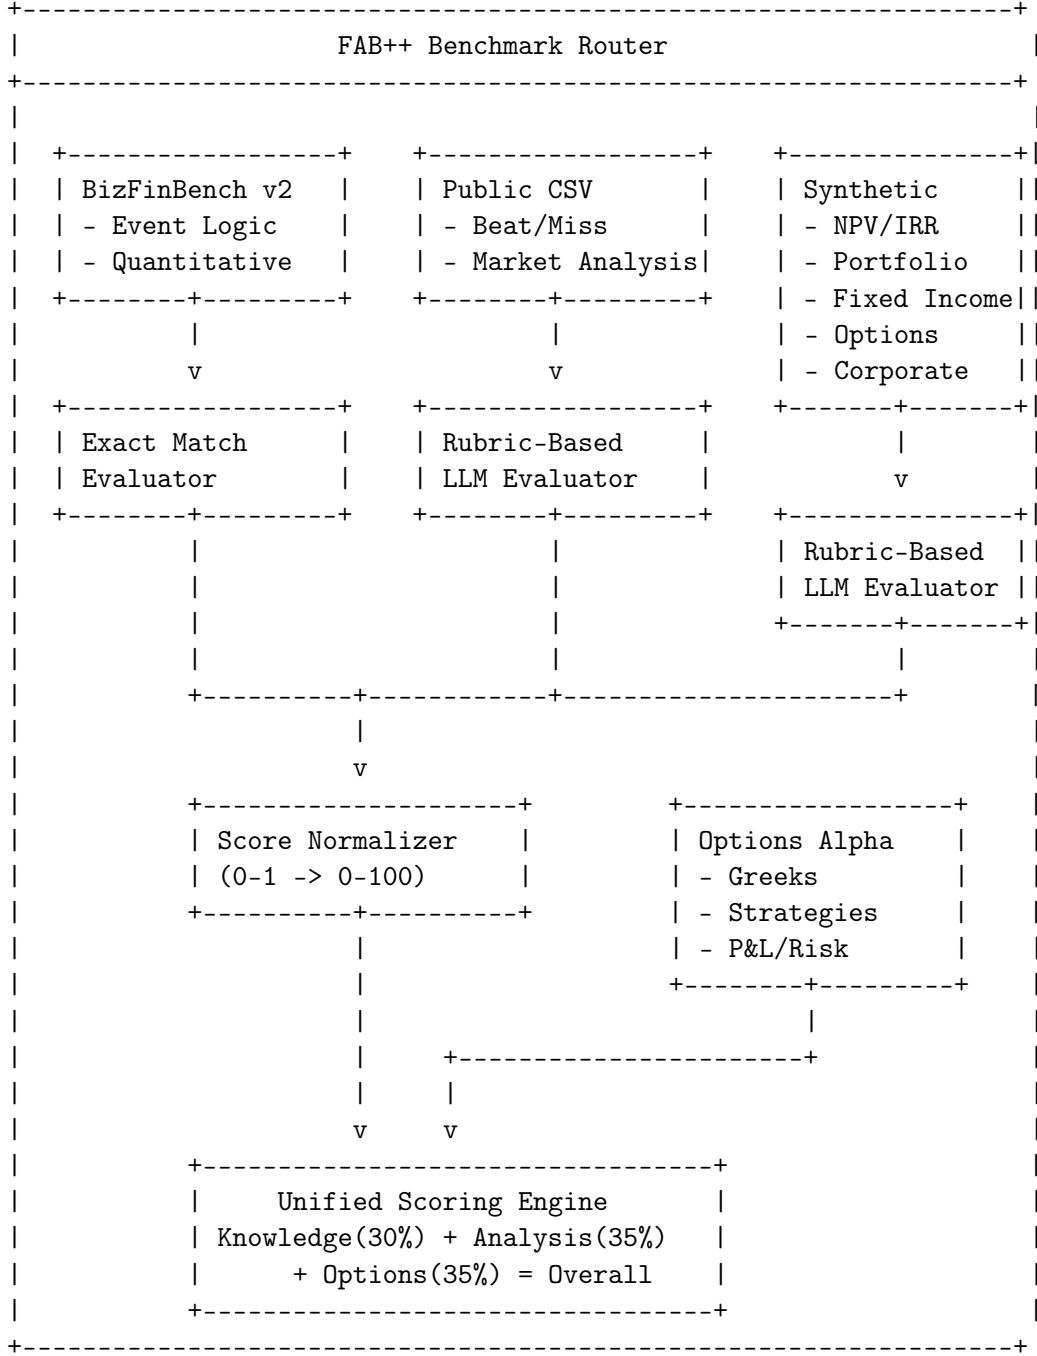 FAB++ Benchmark Router
BizFinBench v2
- Event Logic
- Quantitative
Public CSV
- Beat/Miss
- Market Analysis
Synthetic
- NPV/IRR
- Portfolio
- Fixed Income
- Options
- Corporate
Exact Match
Evaluator
Rubric-Based
LLM Evaluator
Rubric-Based
LLM Evaluator
Score Normalizer
(0-1 -> 0-100)
Options Alpha
- Greeks
- Strategies
- P&L/Risk
Unified Scoring Engine
Knowledge(30%) + Analysis(35%)
+ Options(35%) = Overall